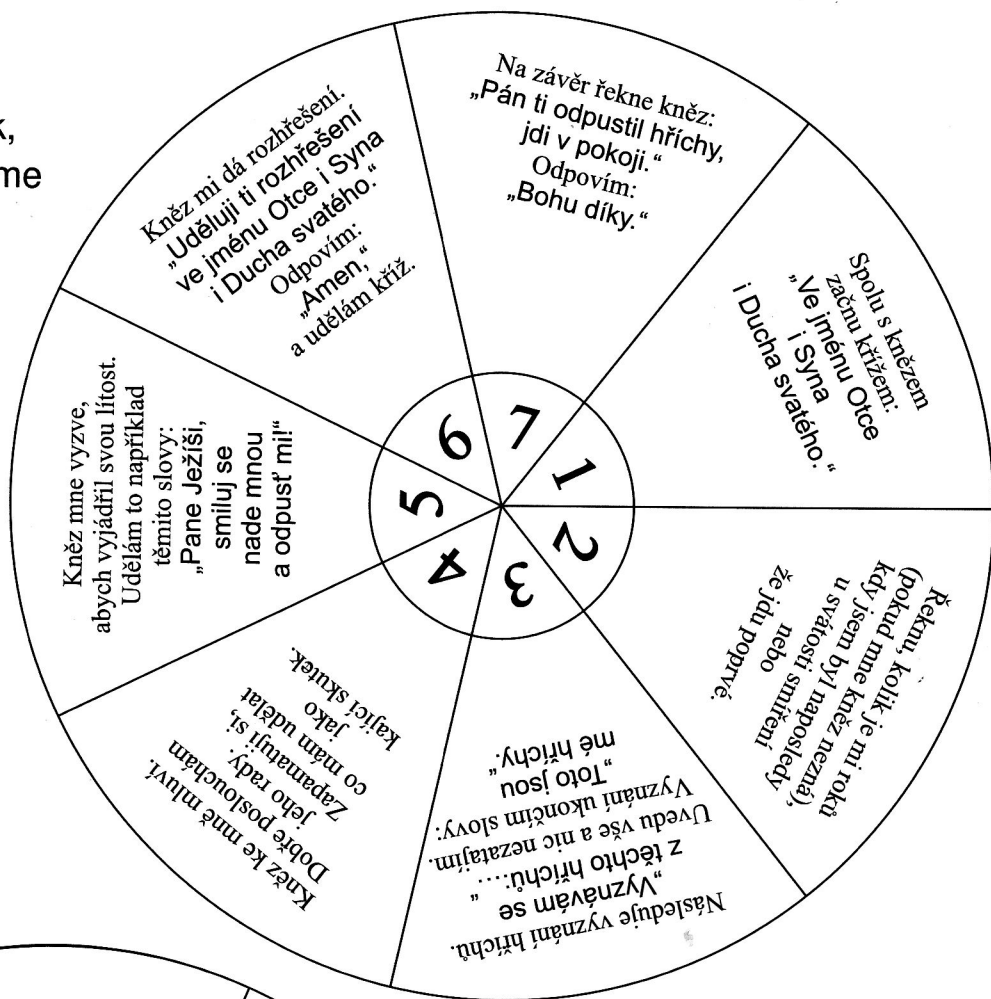 k,
me
7
Na závěr řekne kněz:
„Pán ti odpustil hříchy,
jdi v pokoji.“
Odpovím:
„Bohu díky.“
1
Spolu s knězem
začnu křížem:
„Ve jménu Otce
i Syna
i Ducha svatého.“
2
Řeknu, kolik je mi roků
(pokud mne kněz nezná),
kdy jsem byl naposledy
u svátosti smíření
nebo
že jdu poprvé.
3
Následuje vyznání hříchů.
„Vyznávám se
z těchto hříchů:... “
Uvedu vše a nic nezatajím.
Vyznání ukončím slovy:
„Toto jsou
mé hříchy.“
4
Kněz ke mně mluví.
Dobře poslouchám
jeho rady.
Zapamatuji si,
co mám udělat
jako
kající skutek.
5
Kněz mne vyzve,
abych vyjádřil svou lítost.
Udělám to například
těmito slovy:
„Pane Ježíši,
smiluj se
nade mnou
a odpusť mi!“
6
Kněz mi dá rozhřešení.
„Uděluji ti rozhřešení
ve jménu Otce i Syna
i Ducha svatého.“
Odpovím:
„Amen,“
a udělám kříž.